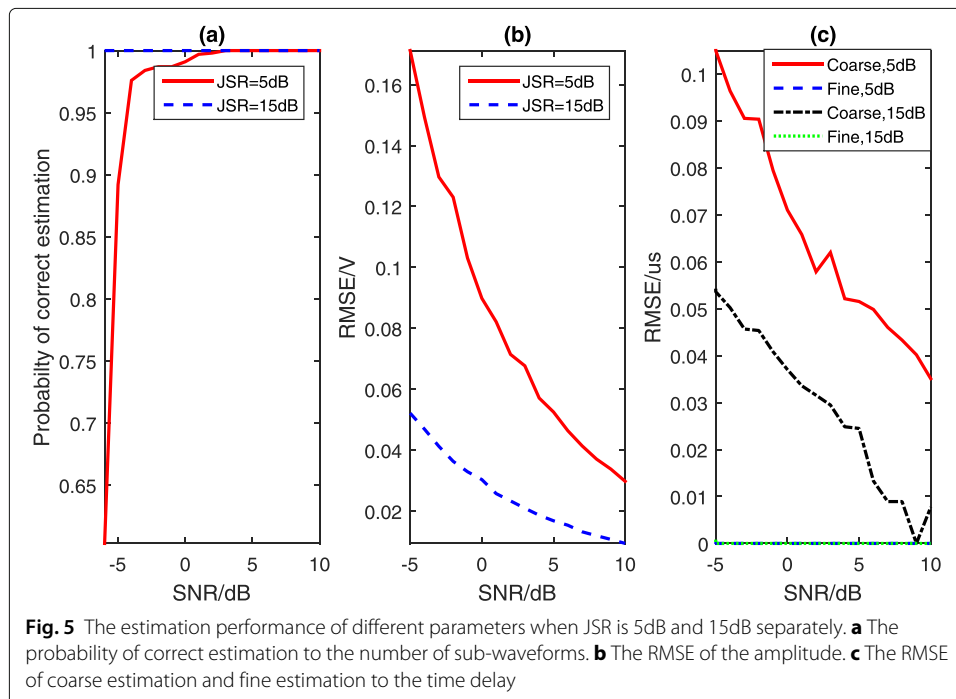 (a)
1
0.95
0.9
0.85
0.8
0.75
0.7
0.65
Probabilty of correct estimation
JSR=5dB
JSR=15dB
-5 0 5 10
SNR/dB
(b)
0.16
0.14
0.12
0.1
0.08
0.06
0.04
0.02
RMSE/V
JSR=5dB
JSR=15dB
-5 0 5 10
SNR/dB
(c)
0.1
0.09
0.08
0.07
0.06
0.05
0.04
0.03
0.02
0.01
0
RMSE/us
Coarse,5dB
Fine,5dB
Coarse,15dB
Fine,15dB
-5 0 5 10
SNR/dB
Fig. 5 The estimation performance of different parameters when JSR is 5dB and 15dB separately. a The
probability of correct estimation to the number of sub-waveforms. b The RMSE of the amplitude. c The RMSE
of coarse estimation and fine estimation to the time delay